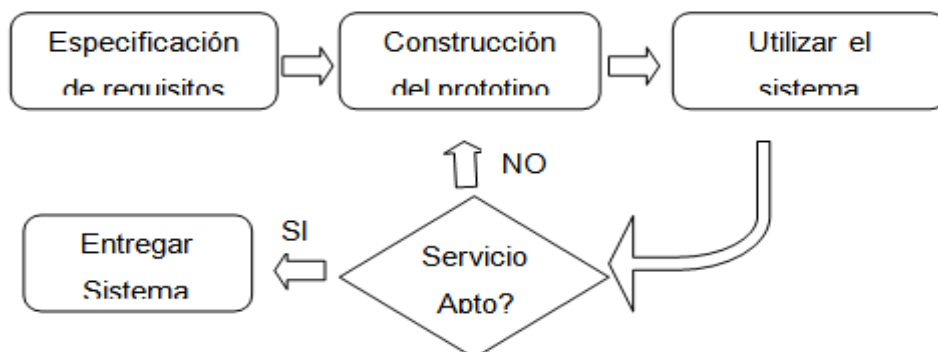 Especificación
de requisitos
Construcción
del prototipo
Utilizar el
sistema
NO
Servicio
Apto?
SI
Entregar
Sistema